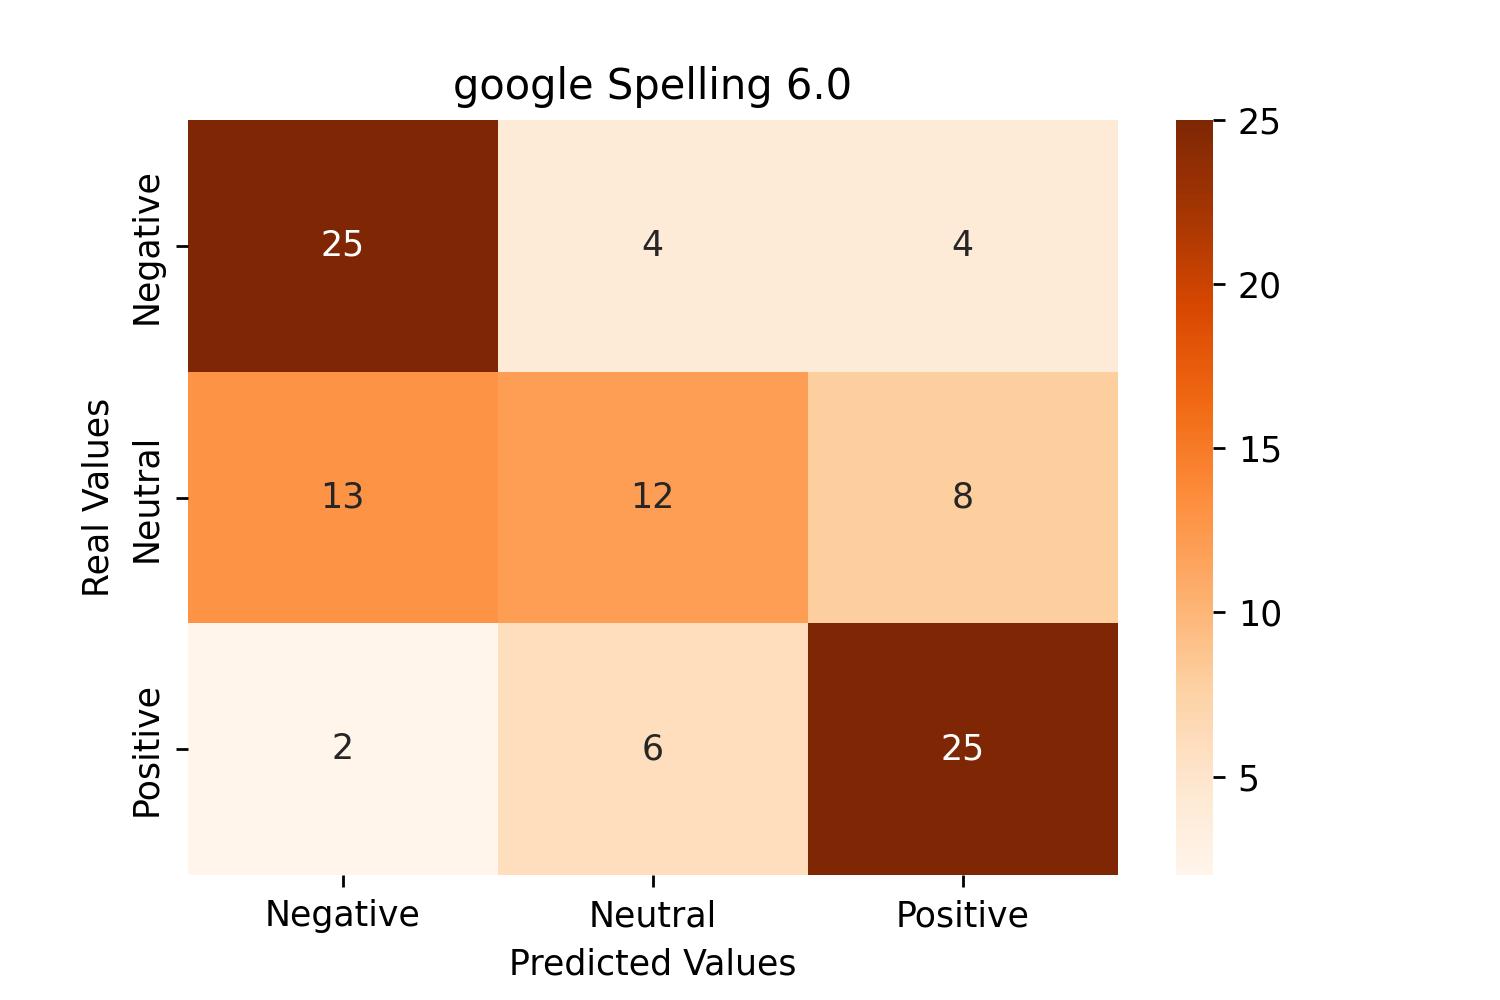 google Spelling 6.0
Real Values
Negative
25
4
4
Neutral
13
12
8
Positive
2
6
25
Negative
Neutral
Positive
Predicted Values
25
20
15
10
5